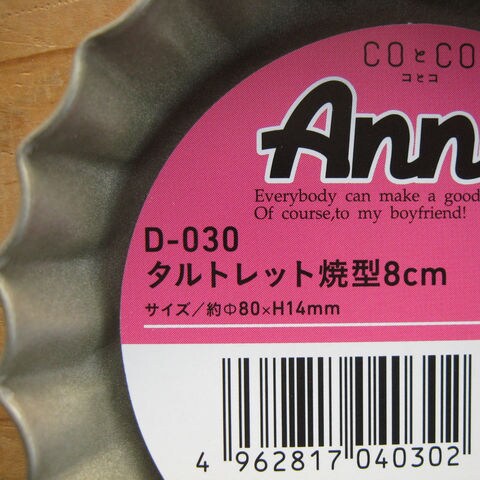 COとCO
コとコ
Ann
Everybody can make a good
Of course,to my boyfriend!
D-030
タルトレット焼型8cm
サイズ／約Φ80×H14mm
4 962817 040302